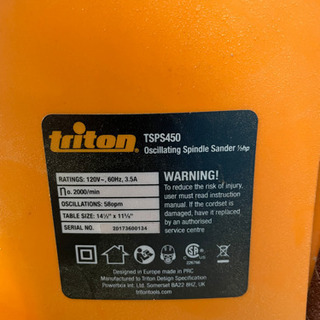 triton
TSPS450
Oscillating Spindle Sander ½hp
RATINGS: 120V~, 60Hz, 3.5A
n0. 2000/min
OSCILLATIONS: 58opm
TABLE SIZE: 14½" x 11½"
SERIAL NO. 20173600134
WARNING!
To reduce the risk of injury,
user must read instruction
manual. If the cordset is
damaged, have it replaced
by an authorised
service centre
Designed in Europe made in PRC
Manufactured to Triton Design Specification
Powerbox Int. Ltd. Somerset BA22 8HZ, UK
tritontools.com